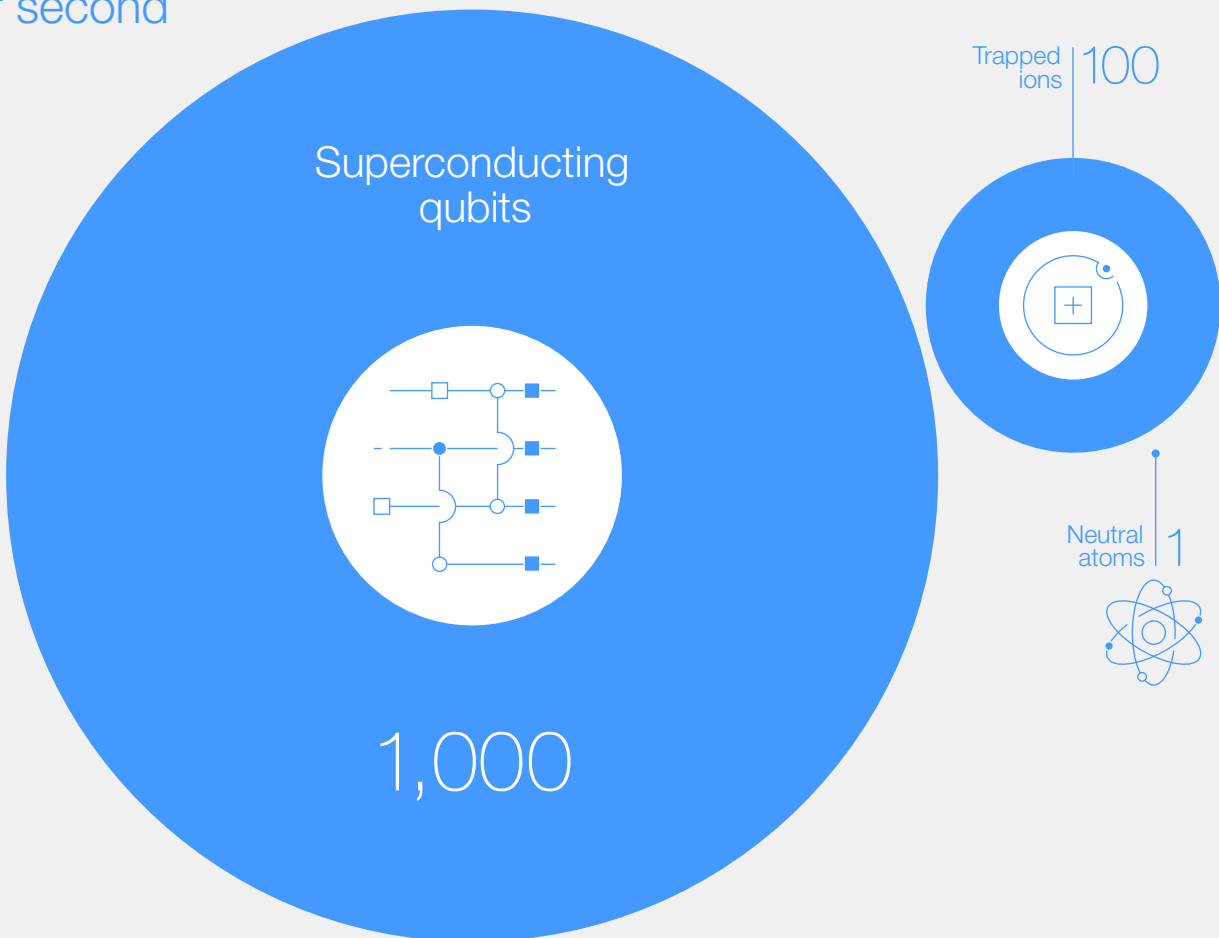 second
Superconducting
qubits
1,000
Trapped
ions
100
Neutral
atoms
1